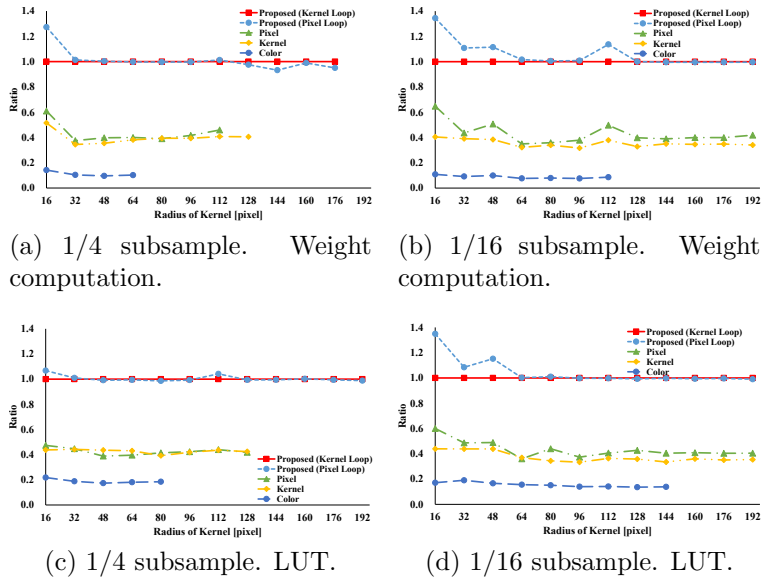 1.4
1.2
1.0
0.8
0.6
0.4
0.2
0.0
Ratio
16 32 48 64 80 96 112 128 144 160 176 192
Radius of Kernel [pixel]
Proposed (Kernel Loop)
Proposed (Pixel Loop)
Pixel
Kernel
Color
(a) 1/4 subsample. Weight
computation.
1.4
1.2
1.0
0.8
0.6
0.4
0.2
0.0
Ratio
16 32 48 64 80 96 112 128 144 160 176 192
Radius of Kernel [pixel]
Proposed (Kernel Loop)
Proposed (Pixel Loop)
Pixel
Kernel
Color
(b) 1/16 subsample. Weight
computation.
1.4
1.2
1.0
0.8
0.6
0.4
0.2
0.0
Ratio
16 32 48 64 80 96 112 128 144 160 176 192
Radius of Kernel [pixel]
Proposed (Kernel Loop)
Proposed (Pixel Loop)
Pixel
Kernel
Color
(c) 1/4 subsample. LUT.
1.4
1.2
1.0
0.8
0.6
0.4
0.2
0.0
Ratio
16 32 48 64 80 96 112 128 144 160 176 192
Radius of Kernel [pixel]
Proposed (Kernel Loop)
Proposed (Pixel Loop)
Pixel
Kernel
Color
(d) 1/16 subsample. LUT.